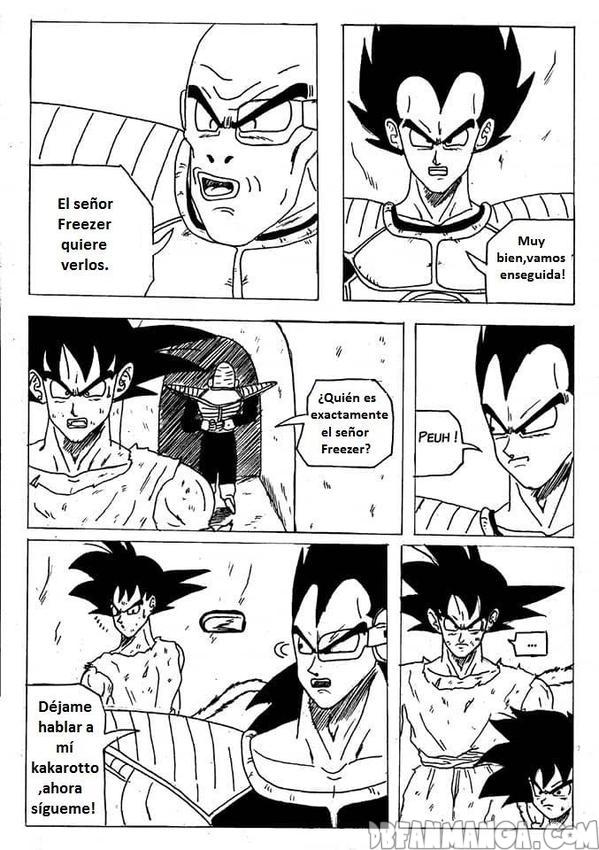 El señor
Freezer
quiere
verlos.
Muy
bien,vamos
enseguida!
¿Quién es
exactamente
el señor
Freezer?
PEUH !
Déjame
hablar a
mí
kakarotto
,ahora
sígueme!
...
DBFANMANGA.COM